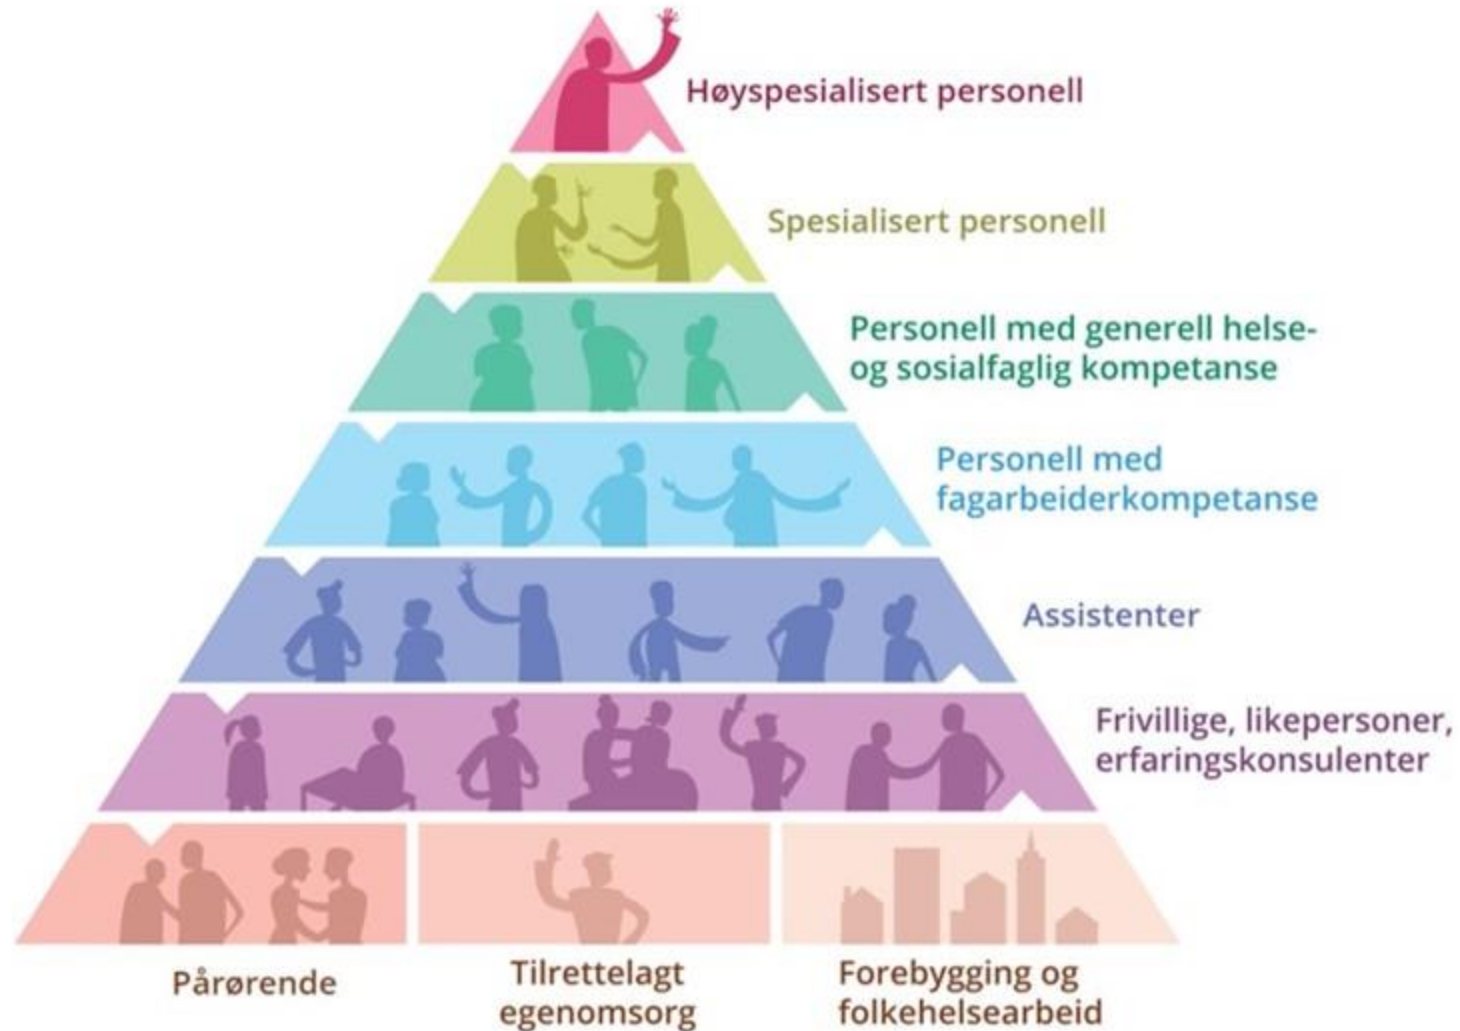 Høyspesialisert personell
Spesialisert personell
Personell med generell helse-
og sosialfaglig kompetanse
Personell med
fagarbeiderkompetanse
Assistenter
Frivillige, likepersoner,
erfaringskonsulenter
Pårørende
Tilrettelagt
egenomsorg
Forebygging og
folkehelsearbeid